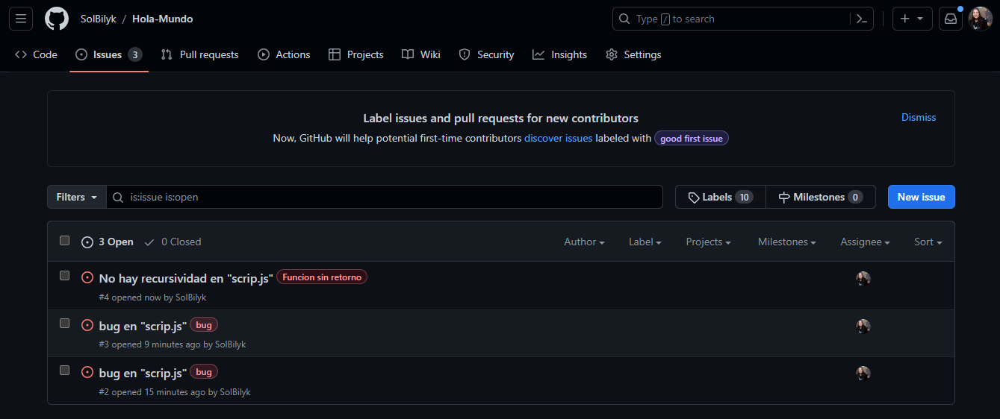 SolBilyk / Hola-Mundo
Type / to search
Code Issues 3 Pull requests Actions Projects Wiki Security Insights Settings
Label issues and pull requests for new contributors
Dismiss
Now, GitHub will help potential first-time contributors discover issues labeled with good first issue
Filters is:issue is:open Labels 10 Milestones 0 New issue
3 Open 0 Closed Author Label Projects Milestones Assignee Sort
No hay recursividad en "scrip.js" Funcion sin retorno
#4 opened now by SolBilyk
bug en "scrip.js" bug
#3 opened 9 minutes ago by SolBilyk
bug en "scrip.js" bug
#2 opened 15 minutes ago by SolBilyk